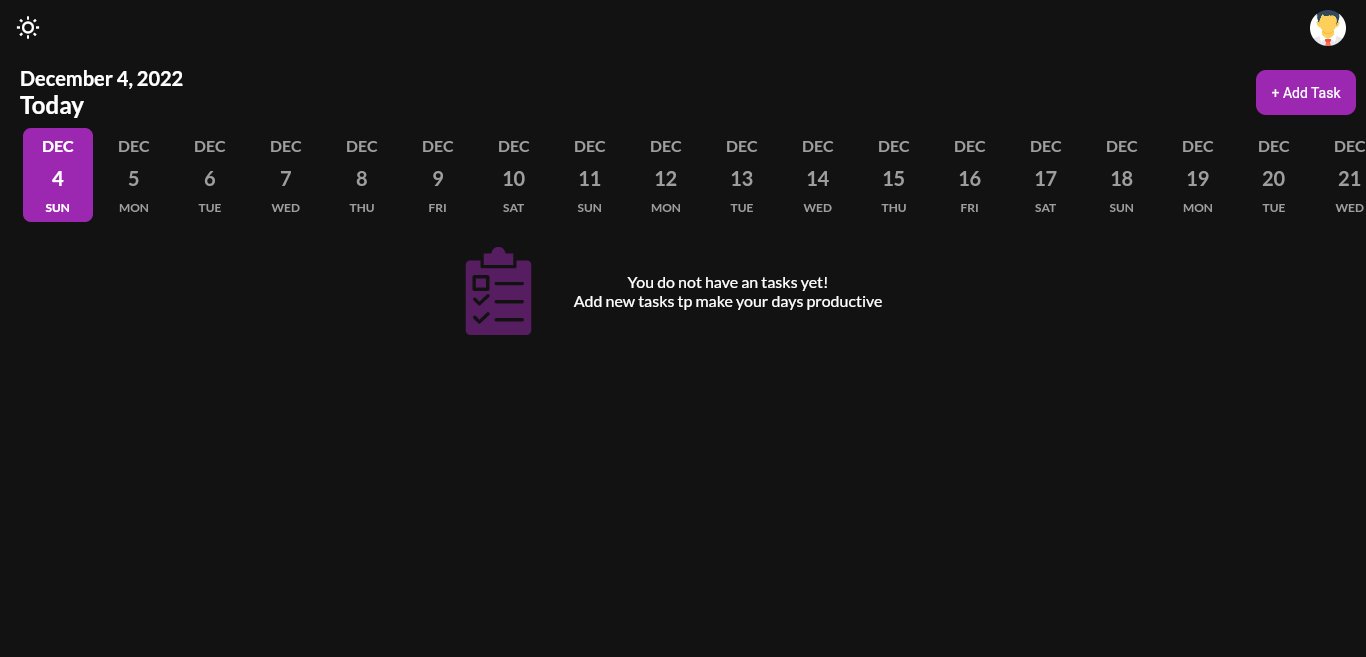 December 4, 2022
Today
+ Add Task
DEC DEC DEC DEC DEC DEC DEC DEC DEC DEC DEC DEC DEC DEC DEC DEC DEC DEC
4 5 6 7 8 9 10 11 12 13 14 15 16 17 18 19 20 21
SUN MON TUE WED THU FRI SAT SUN MON TUE WED THU FRI SAT SUN MON TUE WED
You do not have an tasks yet!
Add new tasks tp make your days productive